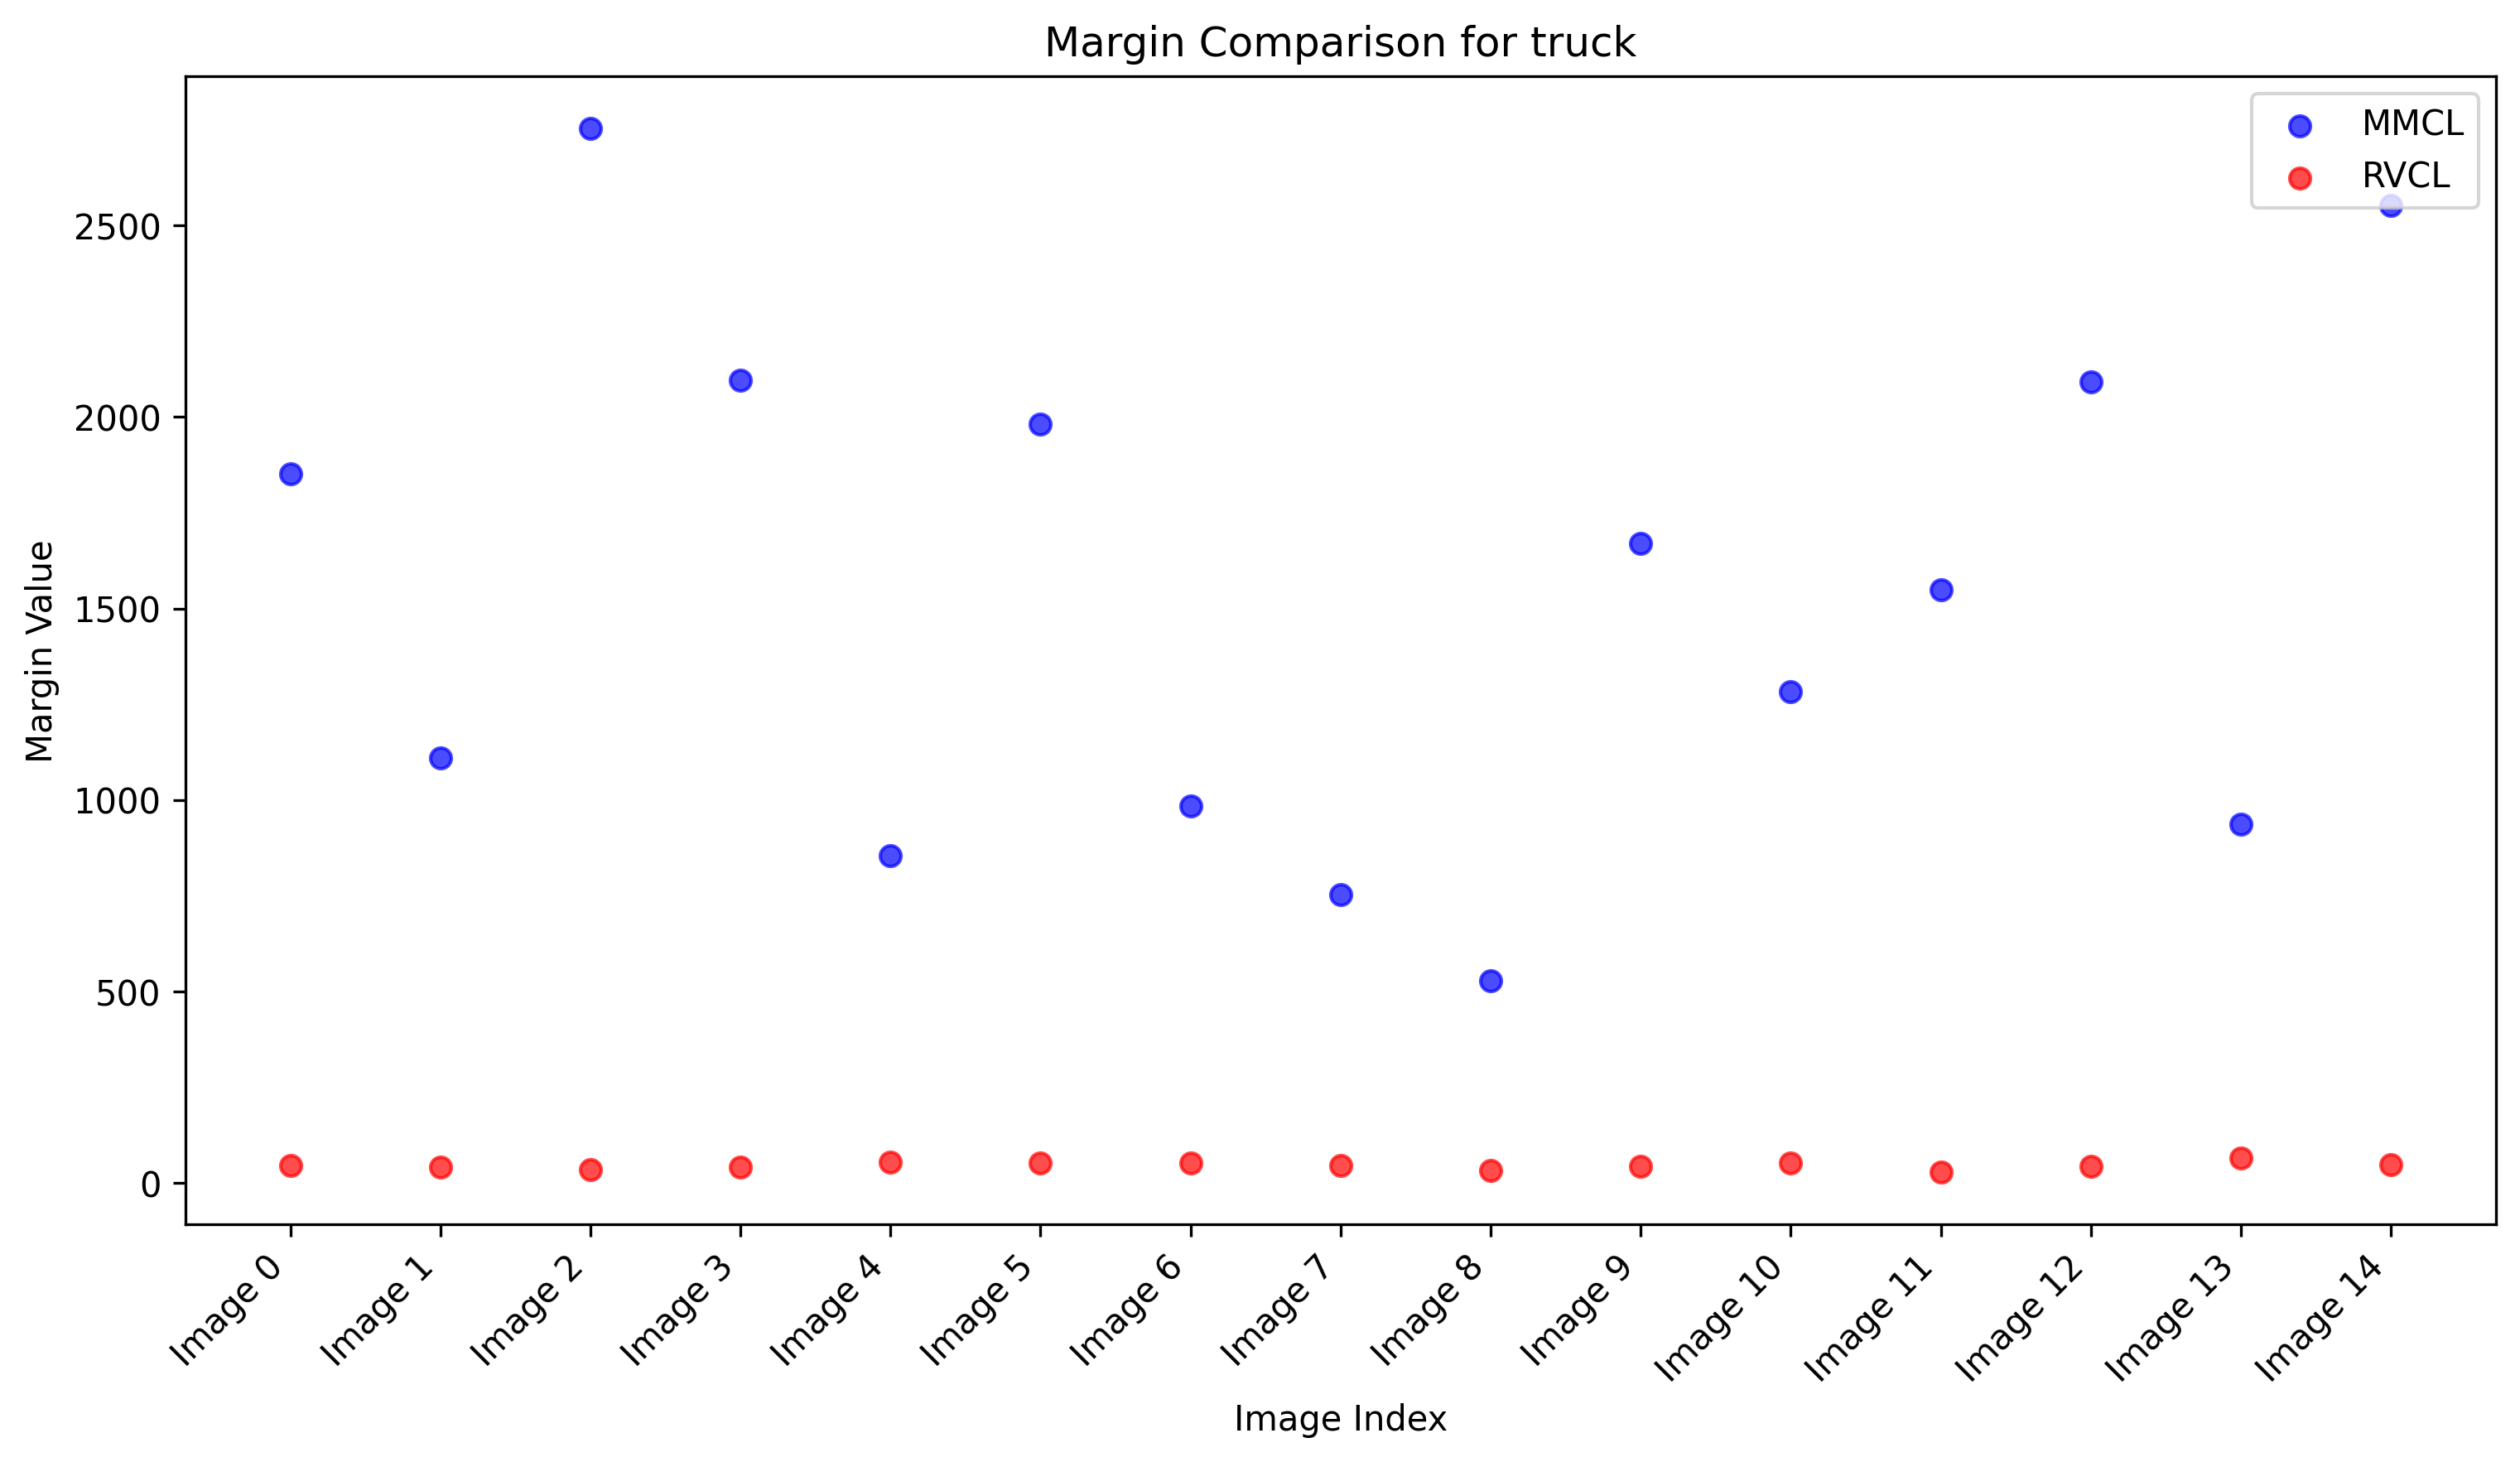 Margin Comparison for truck
MMCL
RVCL
Margin Value
2500
2000
1500
1000
500
0
Image 0
Image 1
Image 2
Image 3
Image 4
Image 5
Image 6
Image 7
Image 8
Image 9
Image 10
Image 11
Image 12
Image 13
Image 14
Image Index